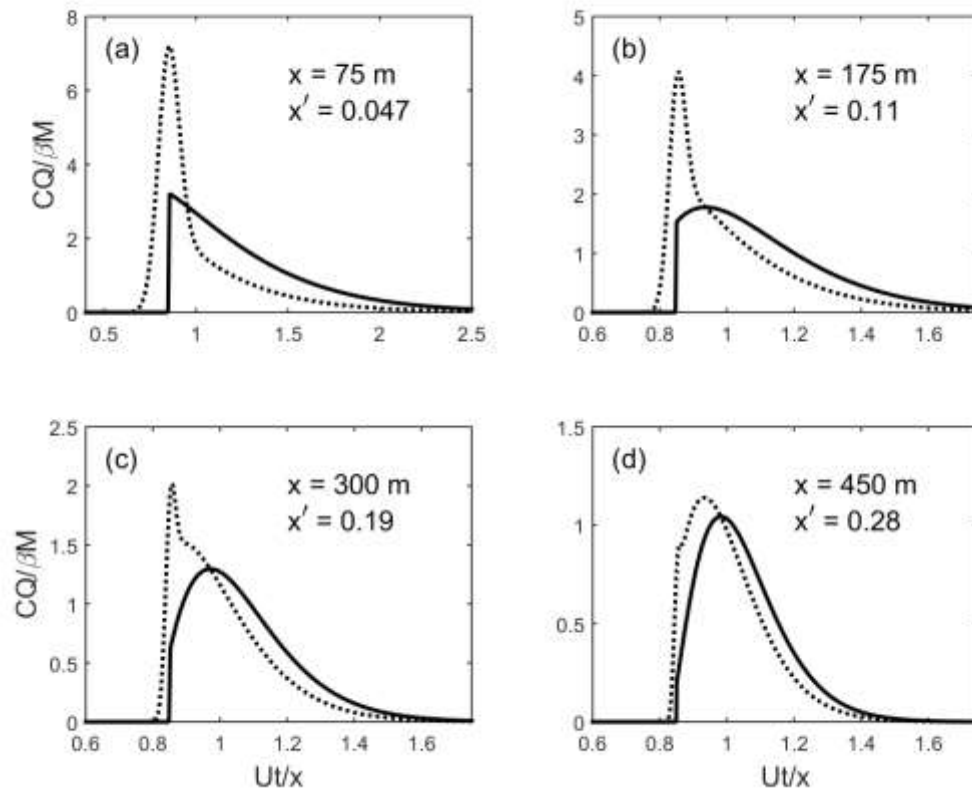 (a)
x = 75 m
x′ = 0.047
CQ/βM
8
6
4
2
0
0.5 1 1.5 2 2.5
(b)
x = 175 m
x′ = 0.11
5
4
3
2
1
0
0.6 0.8 1 1.2 1.4 1.6
(c)
x = 300 m
x′ = 0.19
CQ/βM
2.5
2
1.5
1
0.5
0
0.6 0.8 1 1.2 1.4 1.6
Ut/x
(d)
x = 450 m
x′ = 0.28
1.5
1
0.5
0
0.6 0.8 1 1.2 1.4 1.6
Ut/x